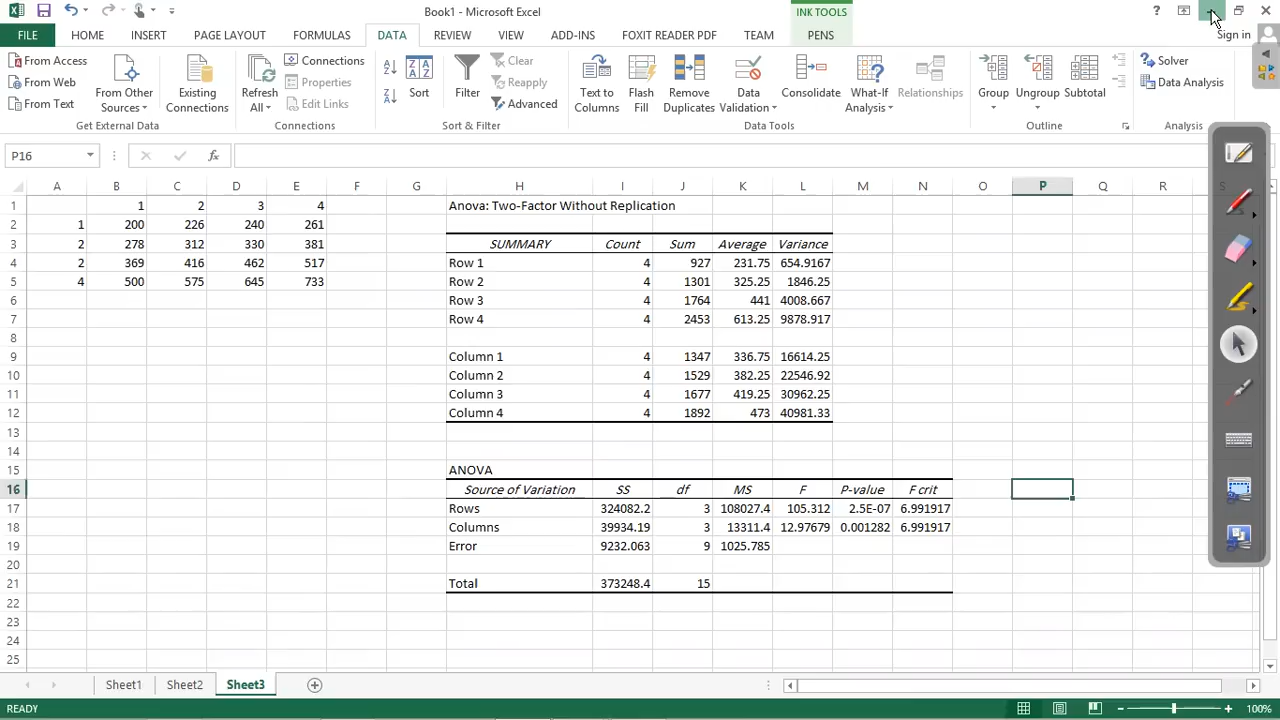 Book1 - Microsoft Excel
INK TOOLS
?
FILE HOME INSERT PAGE LAYOUT FORMULAS DATA REVIEW VIEW ADD-INS FOXIT READER PDF TEAM PENS Sign in
From Access
From Web
From Text
From Other Sources
Existing Connections
Get External Data
Refresh All
Connections
Properties
Edit Links
Connections
Sort
Filter
Clear
Reapply
Advanced
Sort & Filter
Text to Columns
Flash Fill
Remove Duplicates
Data Validation
Consolidate
What-If Analysis
Relationships
Data Tools
Group
Ungroup
Subtotal
Outline
Solver
Data Analysis
Analysis
P16 fx
A B C D E F G H I J K L M N O P Q R S
1 1 2 3 4 Anova: Two-Factor Without Replication
2 1 200 226 240 261
3 2 278 312 330 381 SUMMARY Count Sum Average Variance
4 2 369 416 462 517 Row 1 4 927 231.75 654.9167
5 4 500 575 645 733 Row 2 4 1301 325.25 1846.25
6 Row 3 4 1764 441 4008.667
7 Row 4 4 2453 613.25 9878.917
8
9 Column 1 4 1347 336.75 16614.25
10 Column 2 4 1529 382.25 22546.92
11 Column 3 4 1677 419.25 30962.25
12 Column 4 4 1892 473 40981.33
13
14
15 ANOVA
16 Source of Variation SS df MS F P-value F crit
17 Rows 324082.2 3 108027.4 105.312 2.5E-07 6.991917
18 Columns 39934.19 3 13311.4 12.97679 0.001282 6.991917
19 Error 9232.063 9 1025.785
20
21 Total 373248.4 15
22
23
24
25
Sheet1 Sheet2 Sheet3
READY 100%